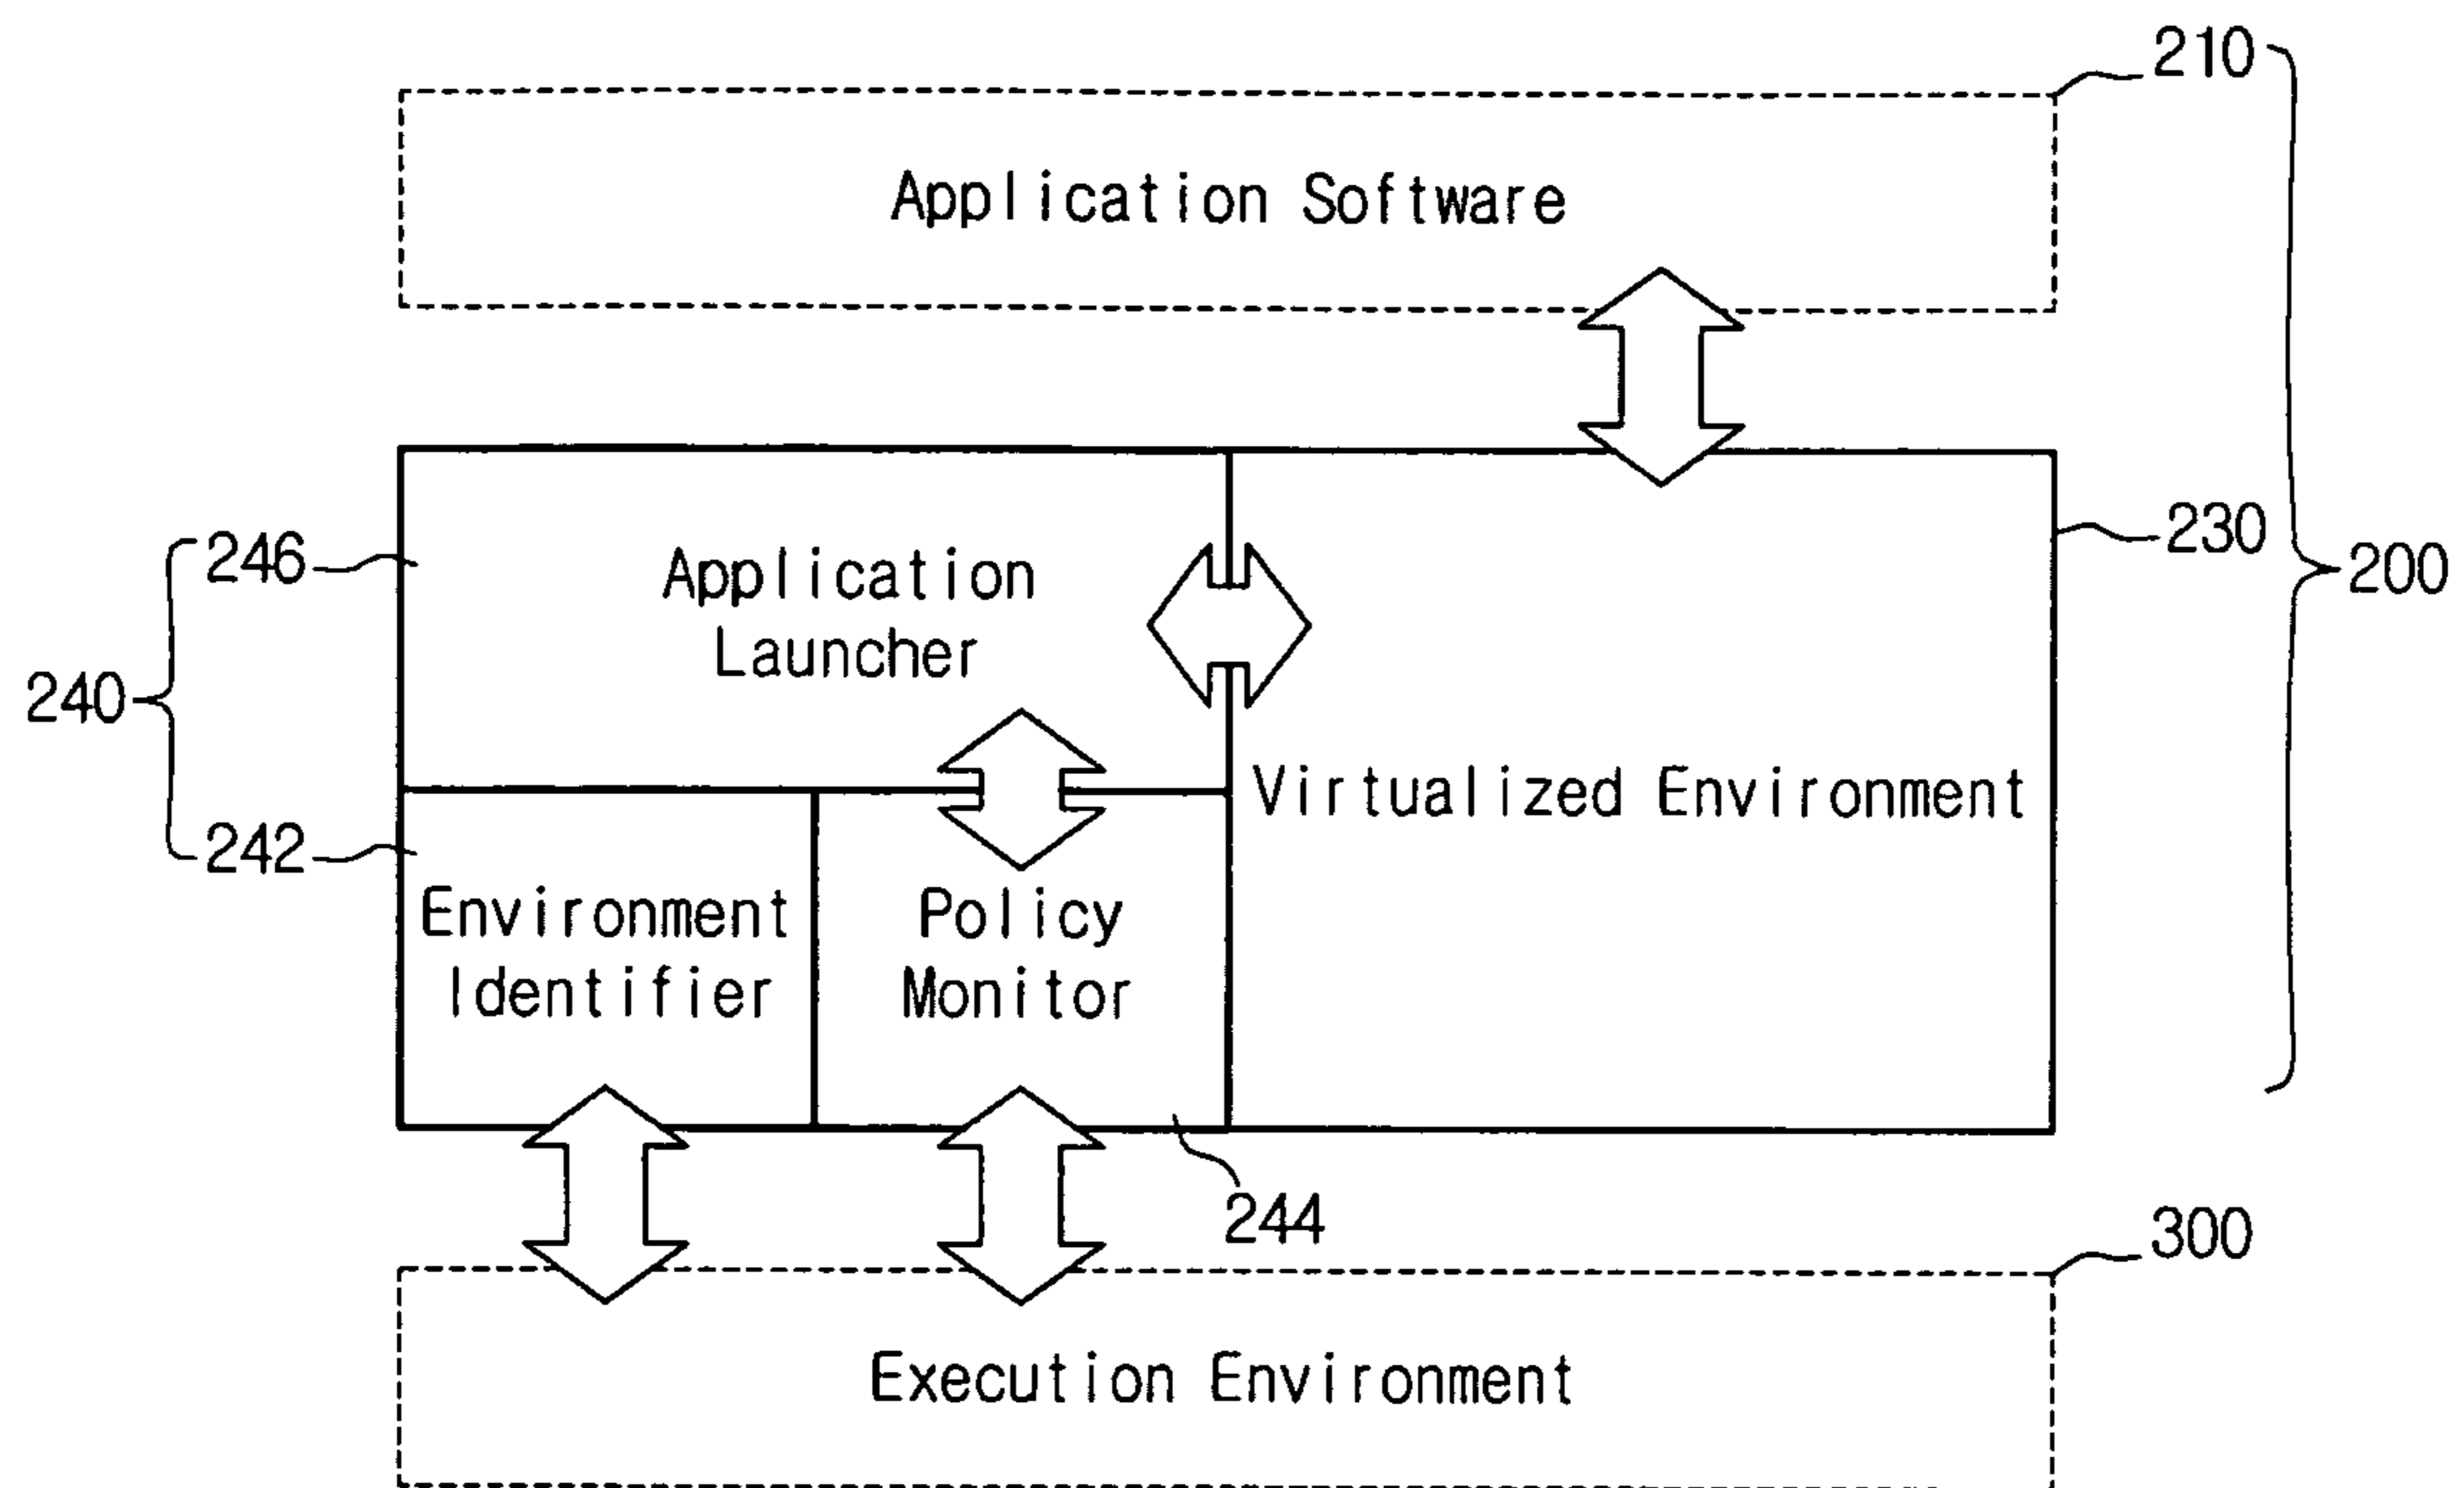 210
Application Software
246
Application
Launcher
230
200
240
Virtualized Environment
242
Environment
Identifier
Policy
Monitor
244
300
Execution Environment